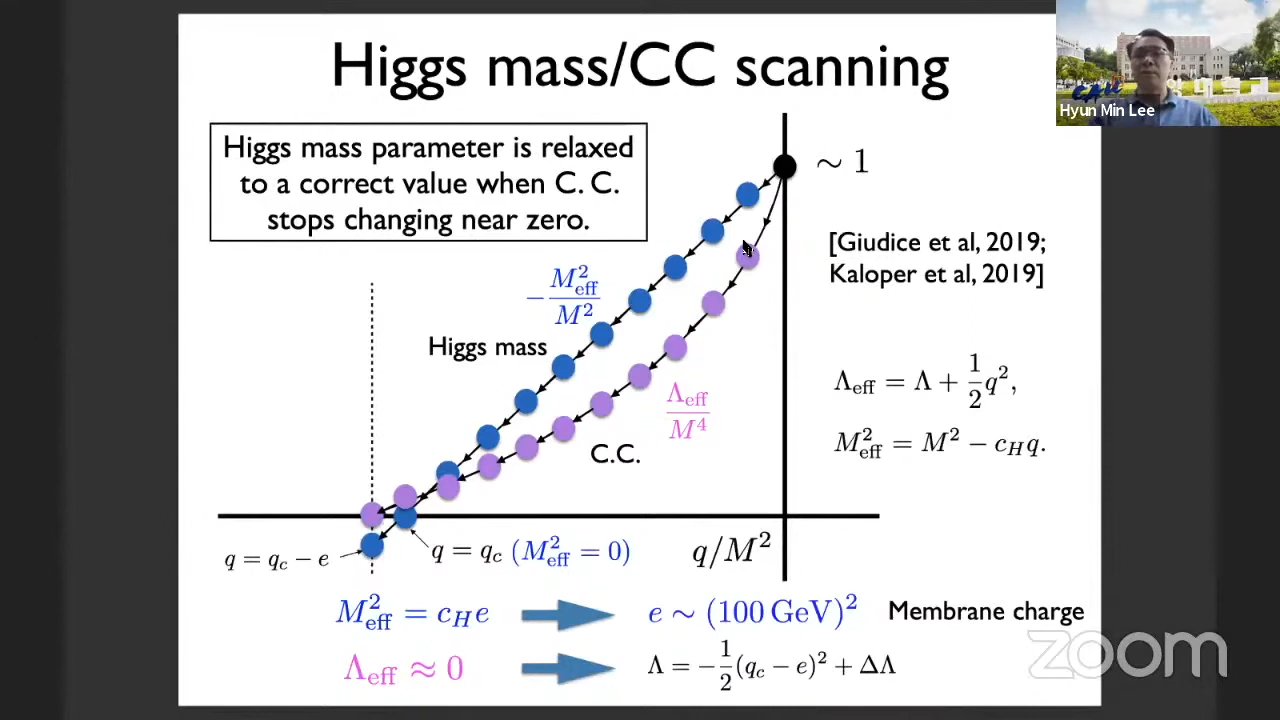 Higgs mass/CC scanning
Hyun Min Lee
Higgs mass parameter is relaxed
to a correct value when C. C.
stops changing near zero.
∼ 1
[Giudice et al, 2019;
Kaloper et al, 2019]
−M²_eff/M²
Higgs mass
Λ_eff/M⁴
C.C.
Λ_eff = Λ + 1/2 q²,
M²_eff = M² − c_H q.
q = q_c − e
q = q_c (M²_eff = 0)
q/M²
M²_eff = c_H e
e ∼ (100 GeV)²
Membrane charge
Λ_eff ≈ 0
Λ = −1/2 (q_c − e)² + ΔΛ
zoom